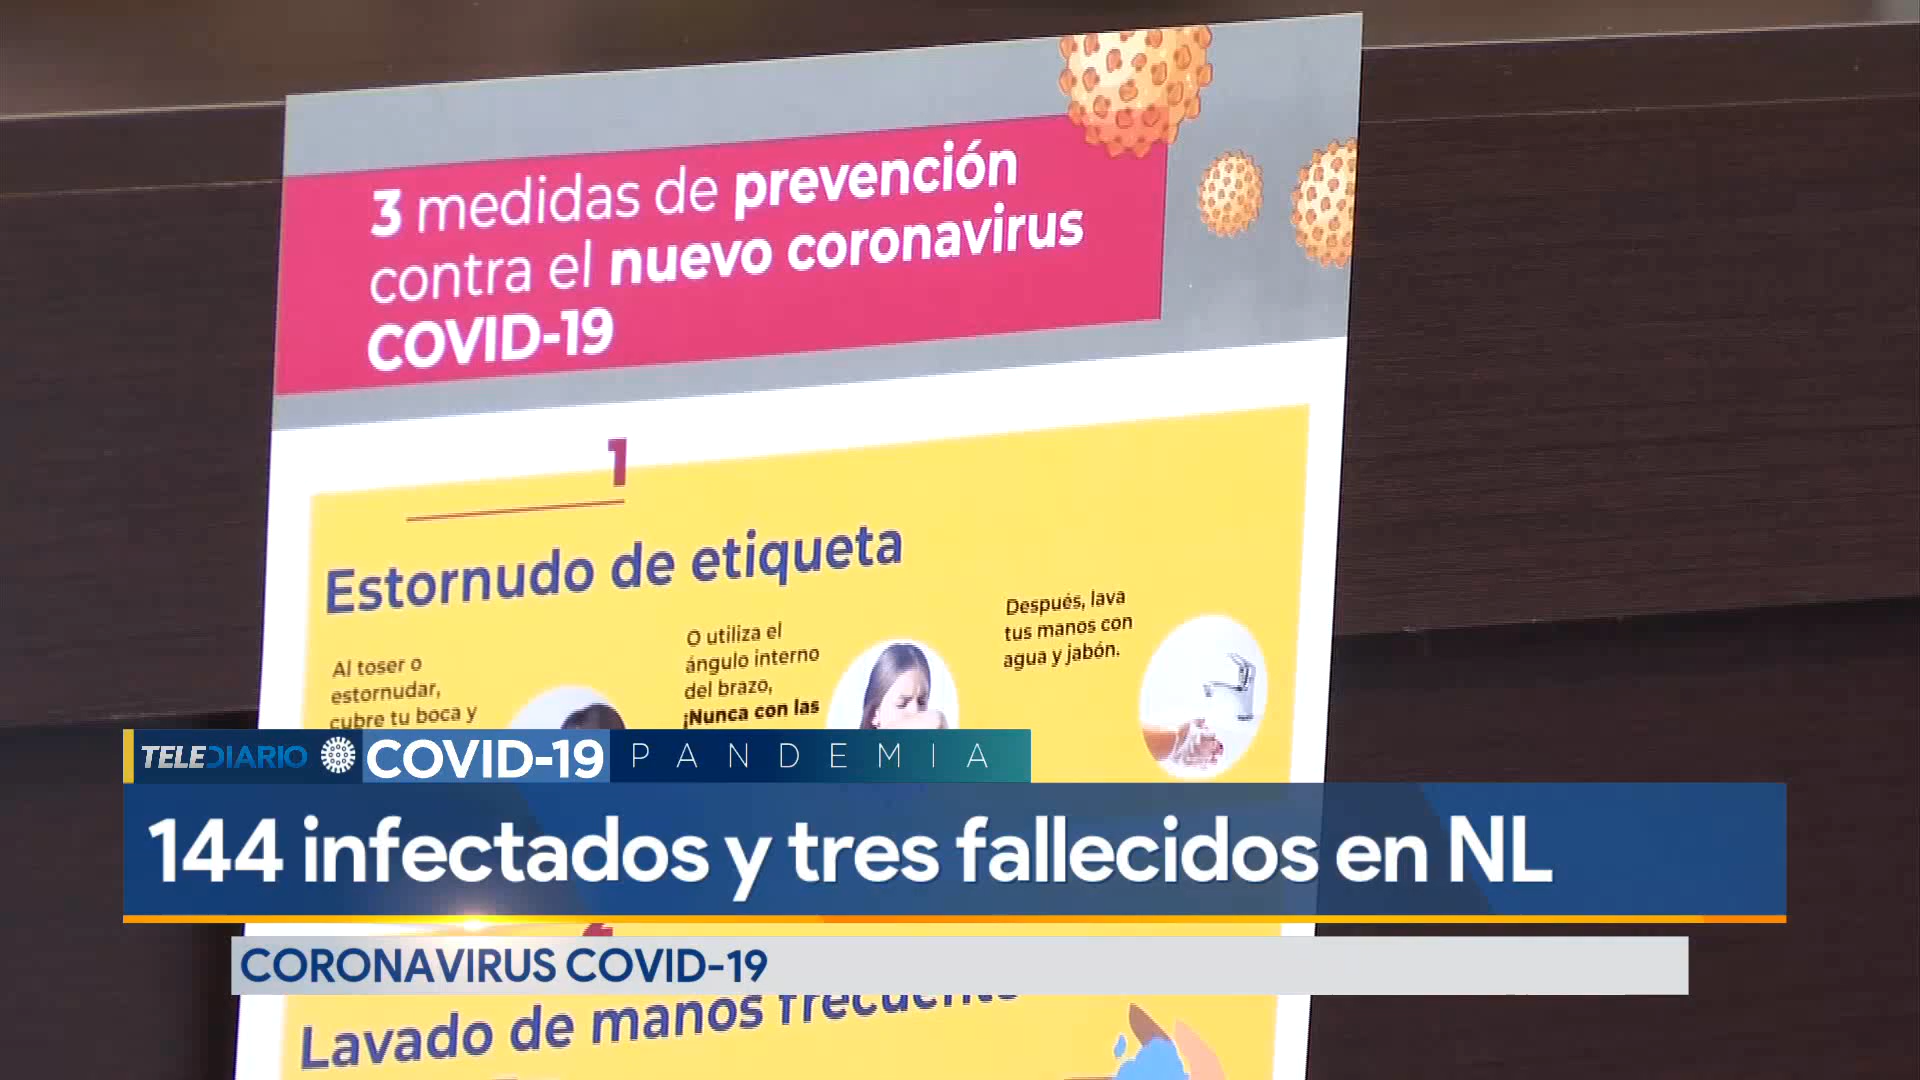 3 medidas de prevención
contra el nuevo coronavirus
COVID-19
1
Estornudo de etiqueta
Al toser o
estornudar,
cubre tu boca y
O utiliza el
ángulo interno
del brazo,
¡Nunca con las
Después, lava
tus manos con
agua y jabón.
TELEDIARIO COVID-19 PANDEMIA
144 infectados y tres fallecidos en NL
CORONAVIRUS COVID-19
Lavado de manos